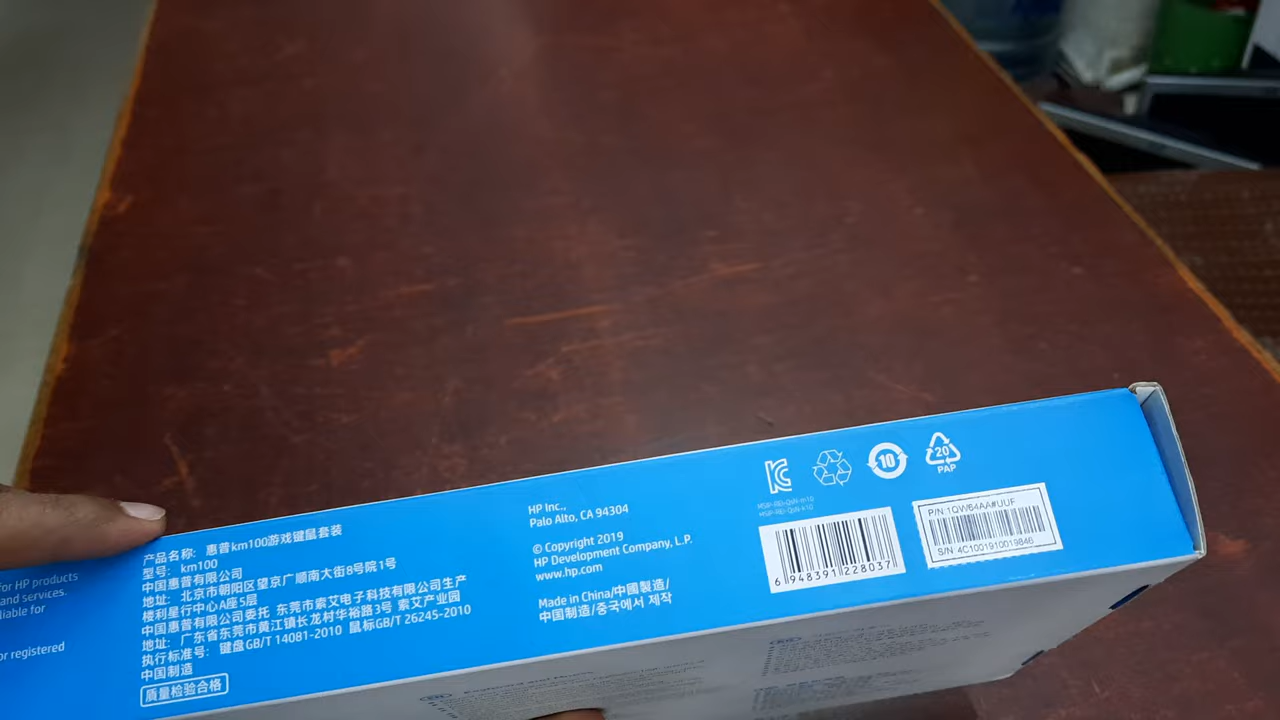 for HP products
and services.
liable for
or registered
产品名称: 惠普km100游戏键鼠套装
型号: km100
中国惠普有限公司
地址: 北京市朝阳区望京广顺南大街8号院1号
楼利星行中心A座5层
中国惠普有限公司委托 东莞市索艾电子科技有限公司生产
地址: 广东省东莞市黄江镇长龙村华裕路3号 索艾产业园
执行标准号: 键盘GB/T 14081-2010 鼠标GB/T 26245-2010
中国制造
质量检验合格
HP Inc.,
Palo Alto, CA 94304
© Copyright 2019
HP Development Company, L.P.
www.hp.com
Made in China/中國製造/
中国制造/중국에서 제작
10
20
PAP
6 948391 228037
P/N:1QW64AA#UUF
S/N: 4C1001910019846